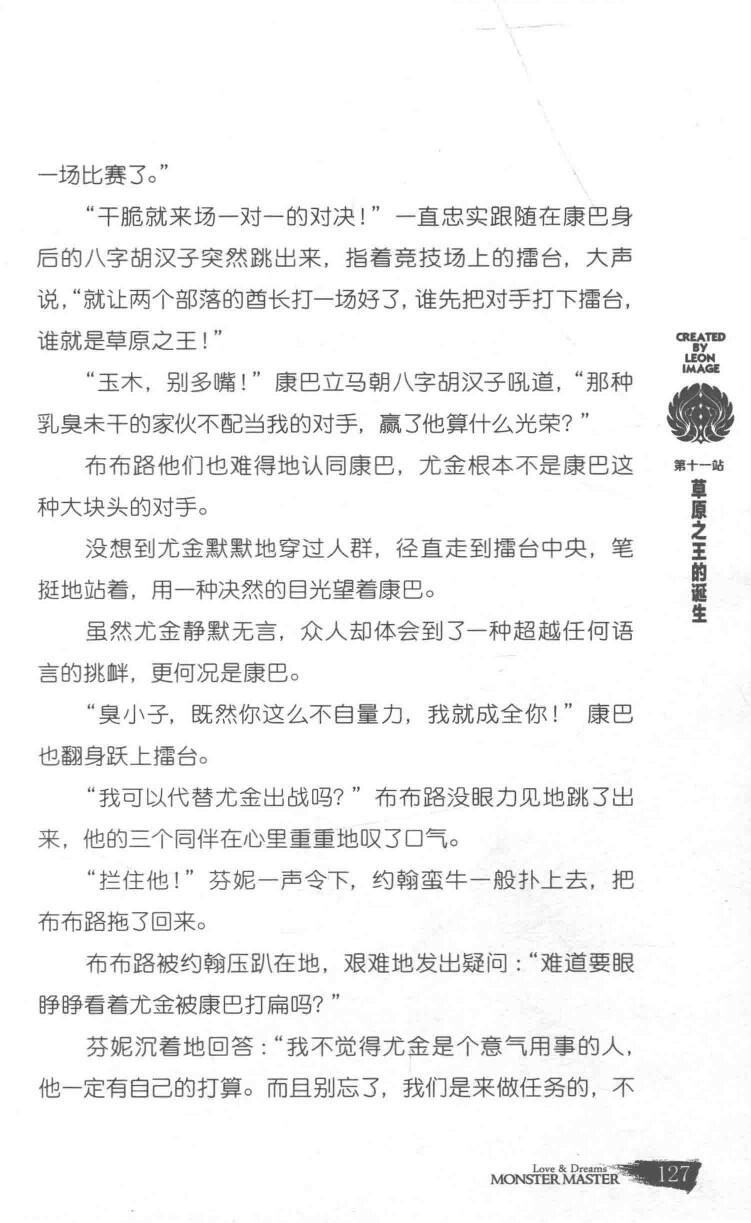 一场比赛了。”
“干脆就来场一对一的对决！”一直忠实跟随在康巴身
后的八字胡汉子突然跳出来，指着竞技场上的擂台，大声
说，“就让两个部落的酋长打一场好了，谁先把对手打下擂台，
谁就是草原之王！”
“玉木，别多嘴！”康巴立马朝八字胡汉子吼道，“那种
乳臭未干的家伙不配当我的对手，赢了他算什么光荣？”
布布路他们也难得地认同康巴，尤金根本不是康巴这
种大块头的对手。
没想到尤金默默地穿过人群，径直走到擂台中央，笔
挺地站着，用一种决然的目光望着康巴。
虽然尤金静默无言，众人却体会到了一种超越任何语
言的挑衅，更何况是康巴。
“臭小子，既然你这么不自量力，我就成全你！”康巴
也翻身跃上擂台。
“我可以代替尤金出战吗？”布布路没眼力见地跳了出
来，他的三个同伴在心里重重地叹了口气。
“拦住他！”芬妮一声令下，约翰蛮牛一般扑上去，把
布布路拖了回来。
布布路被约翰压趴在地，艰难地发出疑问：“难道要眼
睁睁看着尤金被康巴打扁吗？”
芬妮沉着地回答：“我不觉得尤金是个意气用事的人，
他一定有自己的打算。而且别忘了，我们是来做任务的，不
CREATED
BY
LEON
IMAGE
第十一站
草原之王的诞生
Love & Dreams
MONSTER MASTER
127